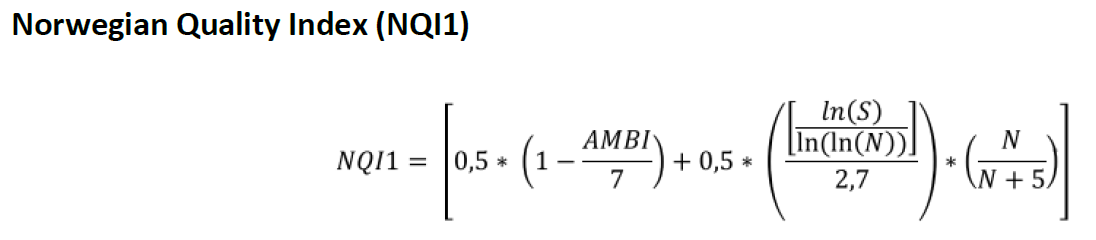 Norwegian Quality Index (NQI1)
NQI1 = [0,5 * (1 − AMBI/7) + 0,5 * ([ln(S)/ln(ln(N))]/2,7) * (N/N + 5)]